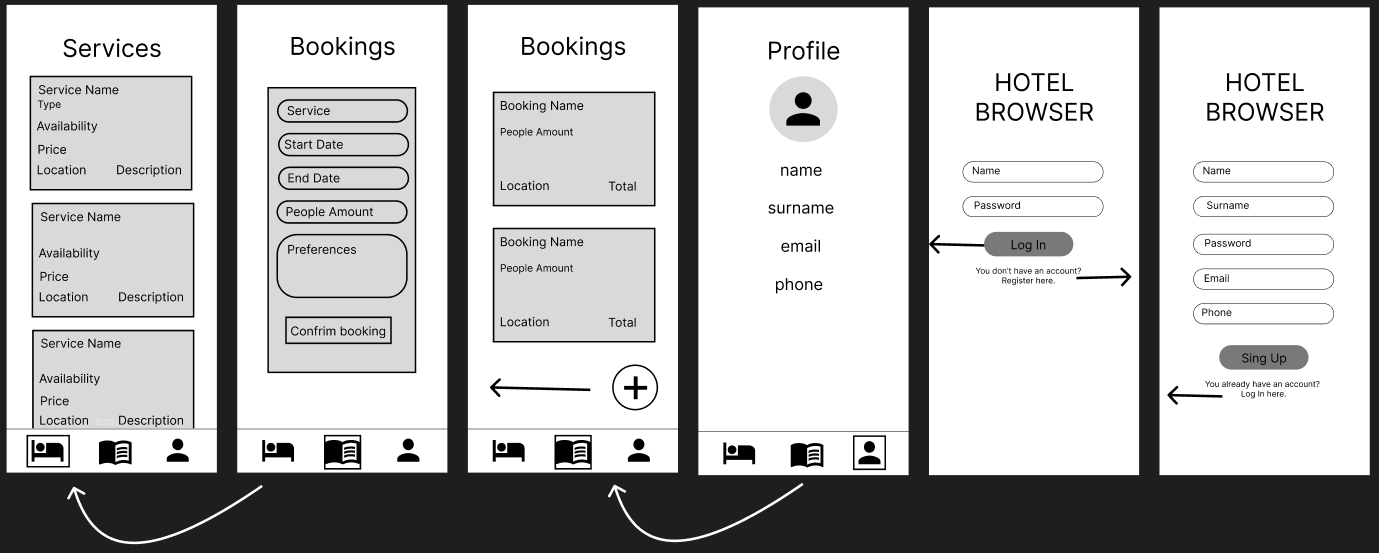 Services
Service Name
Type
Availability
Price
Location Description
Service Name
Availability
Price
Location Description
Service Name
Availability
Price
Location Description
Bookings
Service
Start Date
End Date
People Amount
Preferences
Confrim booking
Bookings
Booking Name
People Amount
Location Total
Booking Name
People Amount
Location Total
Profile
name
surname
email
phone
HOTEL
BROWSER
Name
Password
Log In
You don't have an account?
Register here.
HOTEL
BROWSER
Name
Surname
Password
Email
Phone
Sing Up
You already have an account?
Log In here.